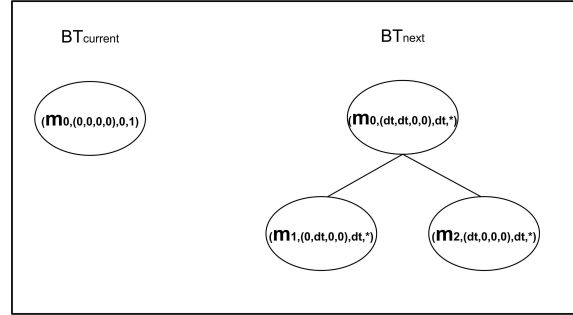 BTcurrent
BTnext
(m0,(0,0,0,0),0,1)
(m0,(dt,dt,0,0),dt,*)
(m1,(0,dt,0,0),dt,*)
(m2,(dt,0,0,0),dt,*)